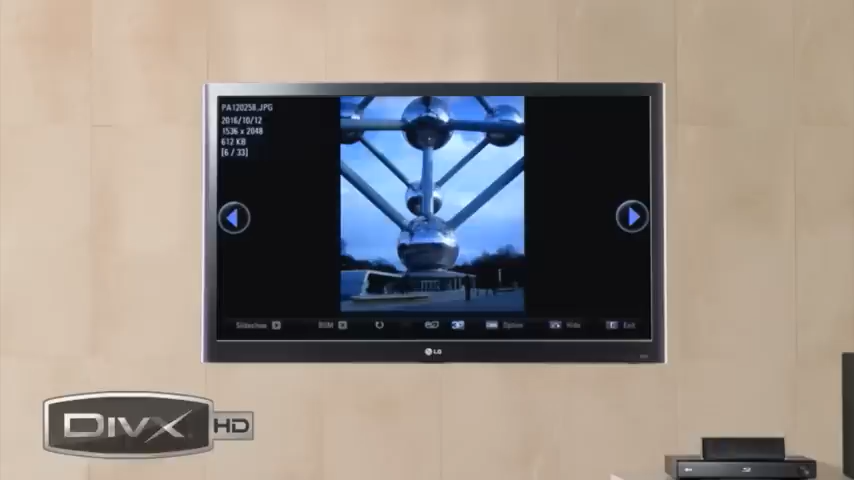 PA120258.JPG
2016/10/12
1536 x 2048
612 KB
[6 / 33]
Slideshow
BGM
Option
Hide
Exit
LG
DIVX HD